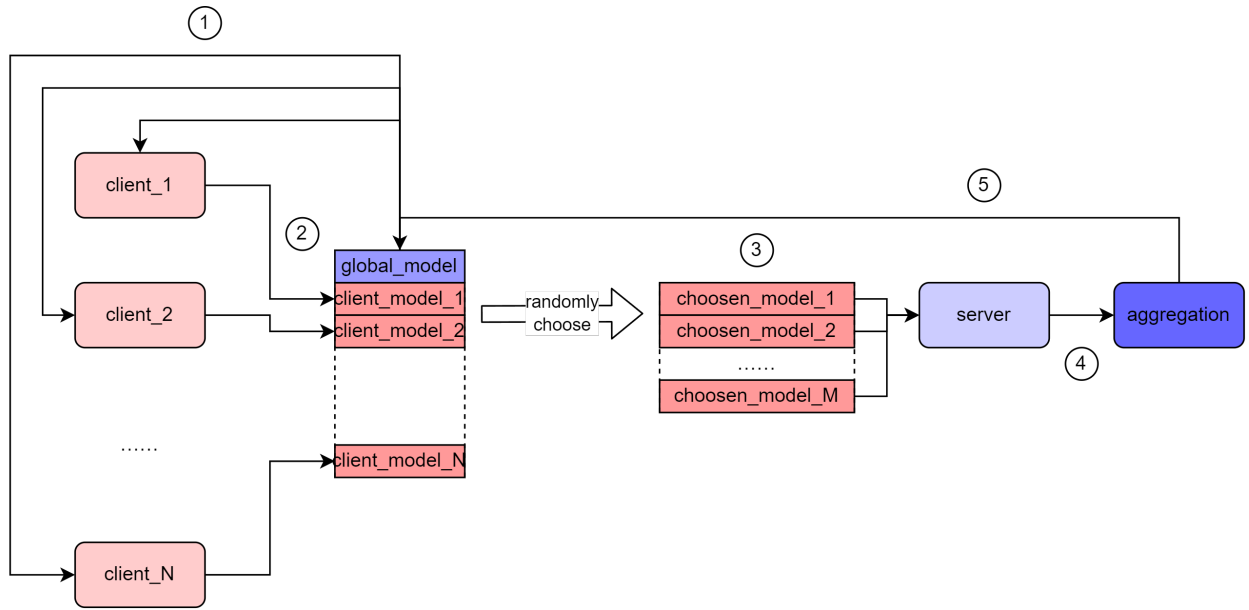 1
client_1
5
2
3
global_model
client_model_1
randomly
choose
choosen_model_1
client_2
client_model_2
choosen_model_2
server
aggregation
......
4
choosen_model_M
......
client_model_N
client_N